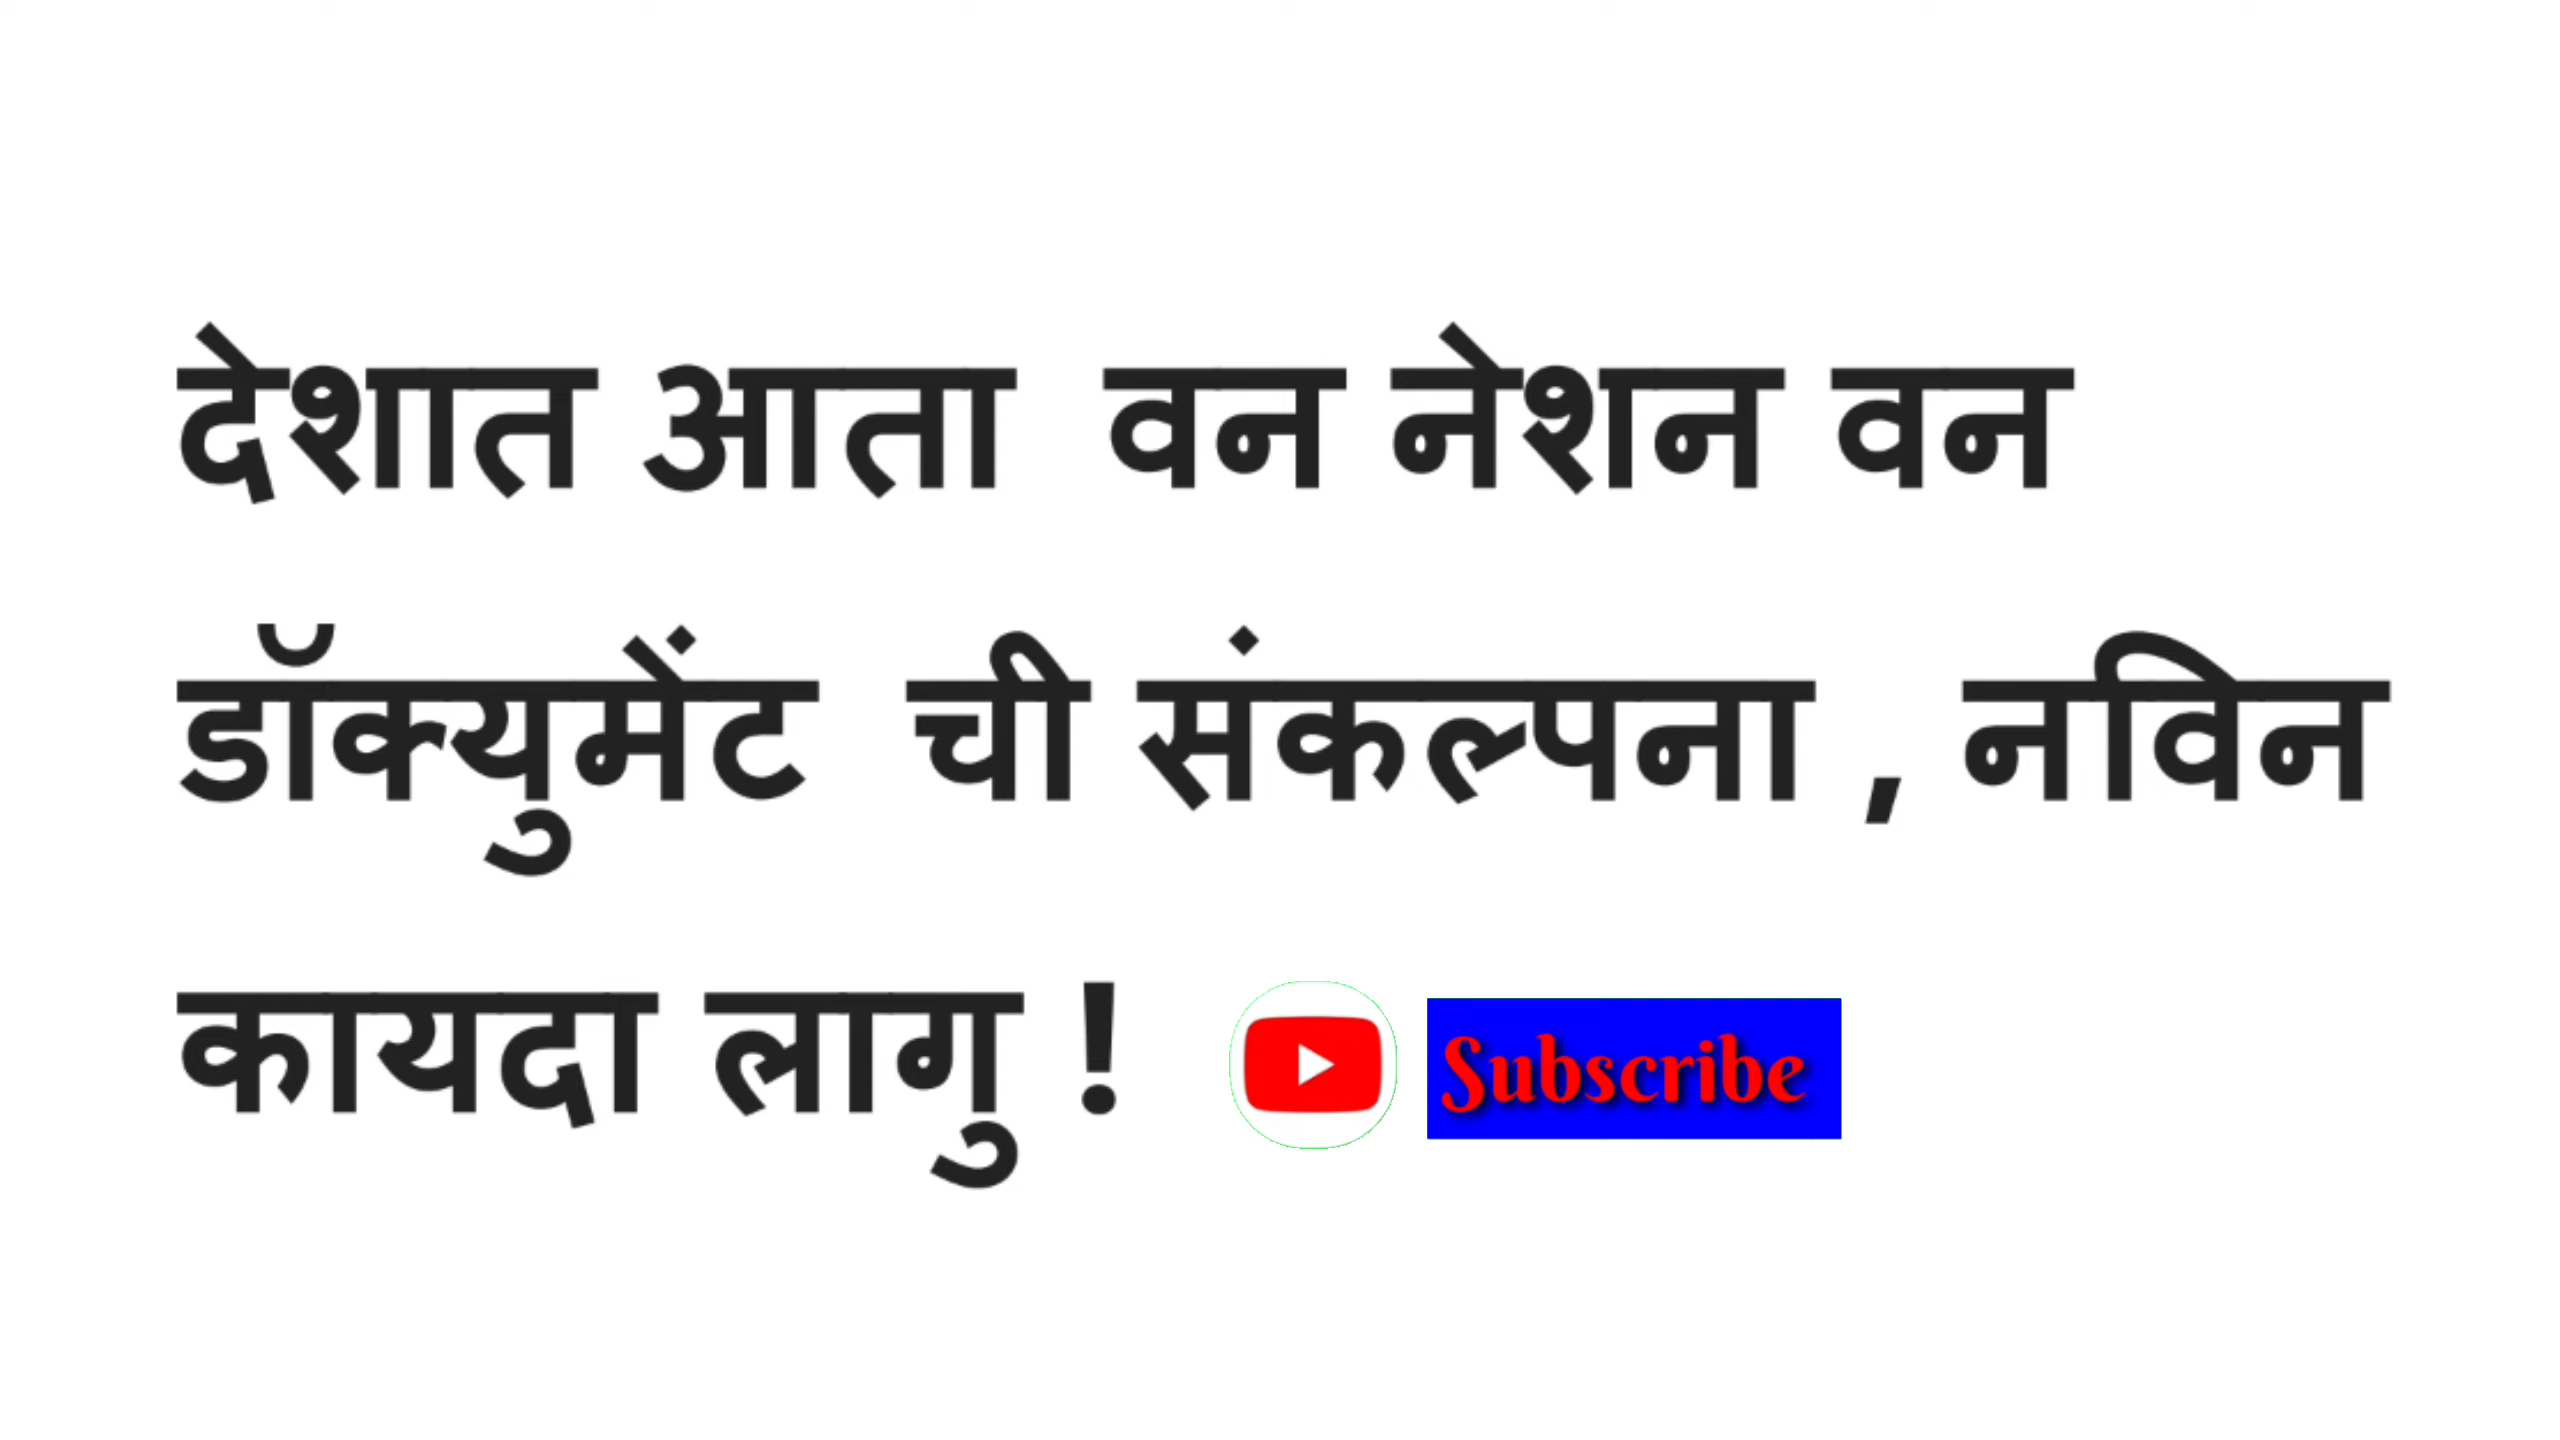 देशात आता वन नेशन वन
डॉक्युमेंट ची संकल्पना , नविन
कायदा लागु ! Subscribe